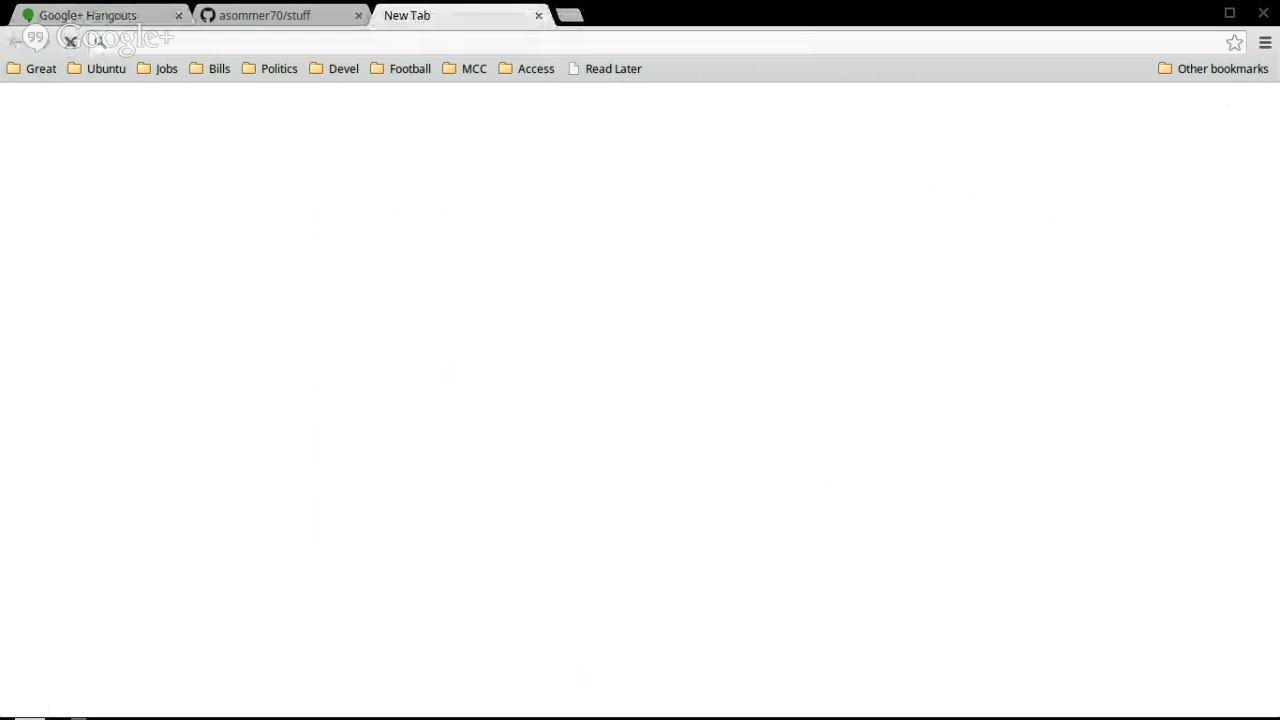 Google+ Hangouts
asommer70/stuff
New Tab
Google+
Great
Ubuntu
Jobs
Bills
Politics
Devel
Football
MCC
Access
Read Later
Other bookmarks